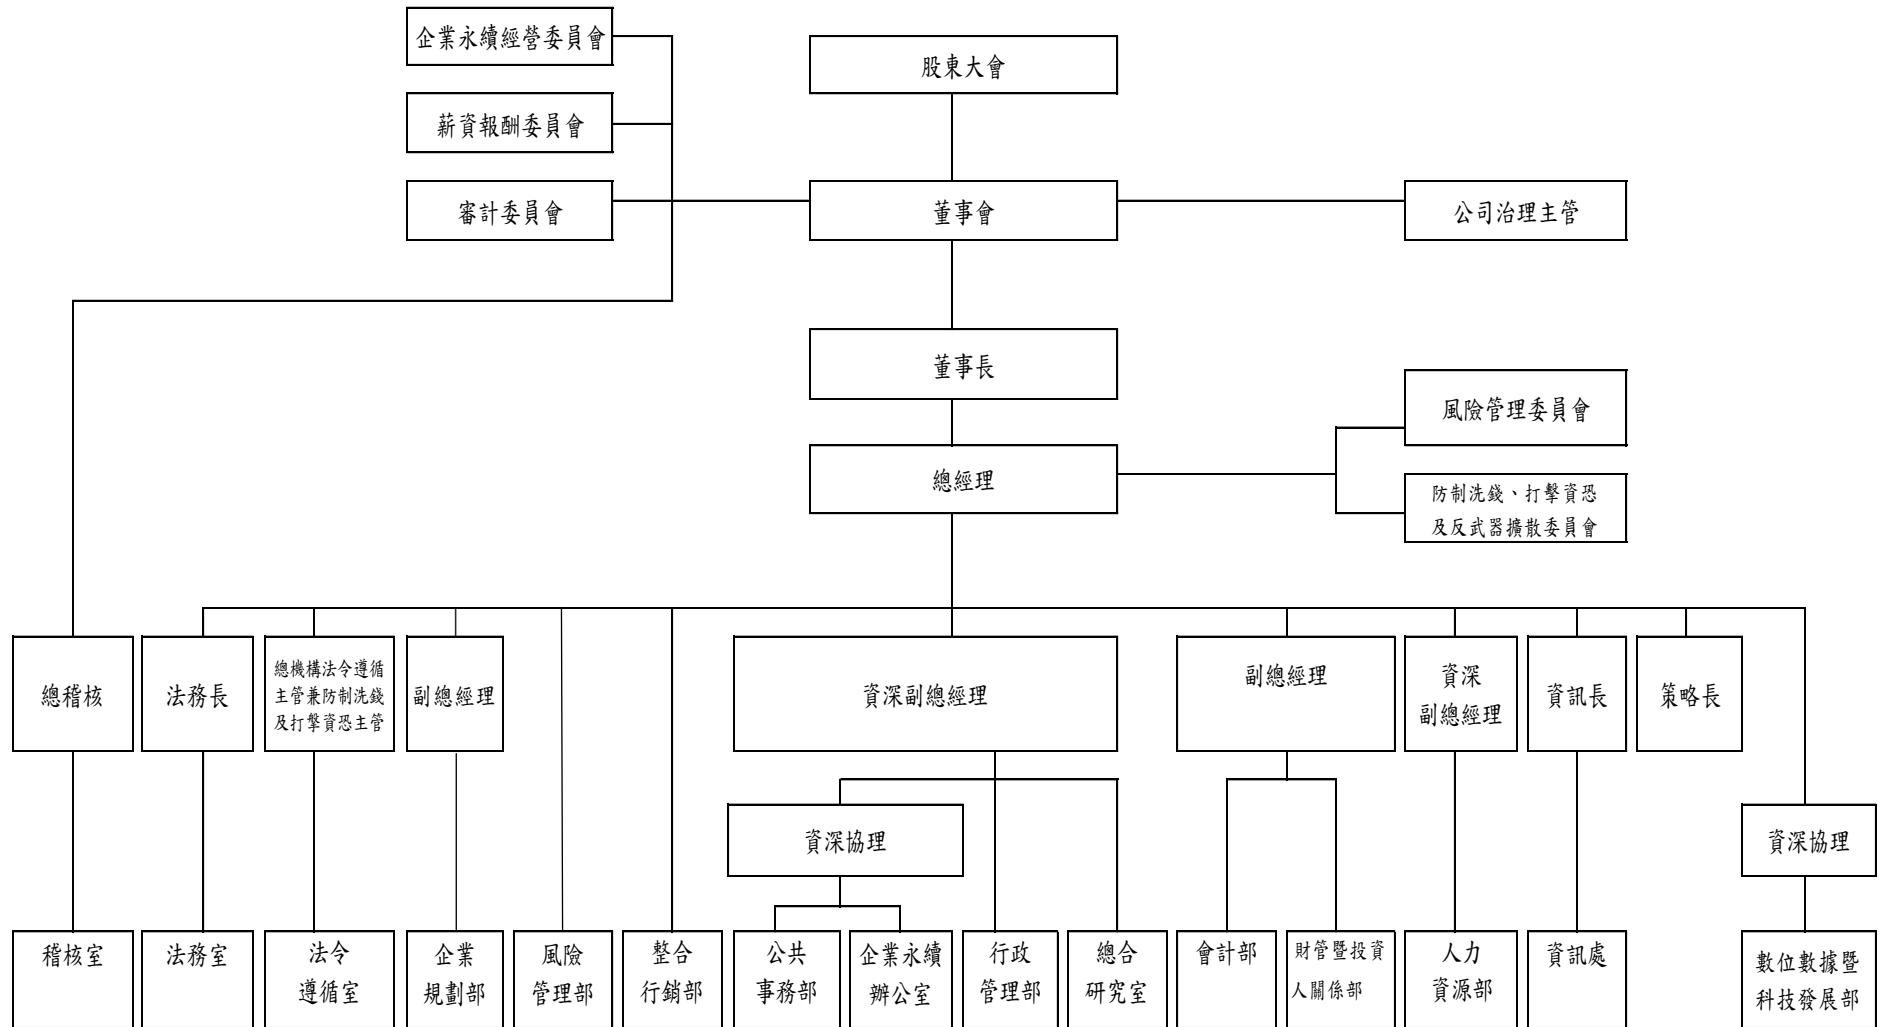 企業永續經營委員會
股東大會
薪資報酬委員會
審計委員會
董事會
公司治理主管
董事長
風險管理委員會
總經理
防制洗錢、打擊資恐
及反武器擴散委員會
總稽核
法務長
總機構法令遵循
主管兼防制洗錢
及打擊資恐主管
副總經理
資深副總經理
副總經理
資深
副總經理
資訊長
策略長
資深協理
資深協理
稽核室
法務室
法令
遵循室
企業
規劃部
風險
管理部
整合
行銷部
公共
事務部
企業永續
辦公室
行政
管理部
總合
研究室
會計部
財管暨投資
人關係部
人力
資源部
資訊處
數位數據暨
科技發展部